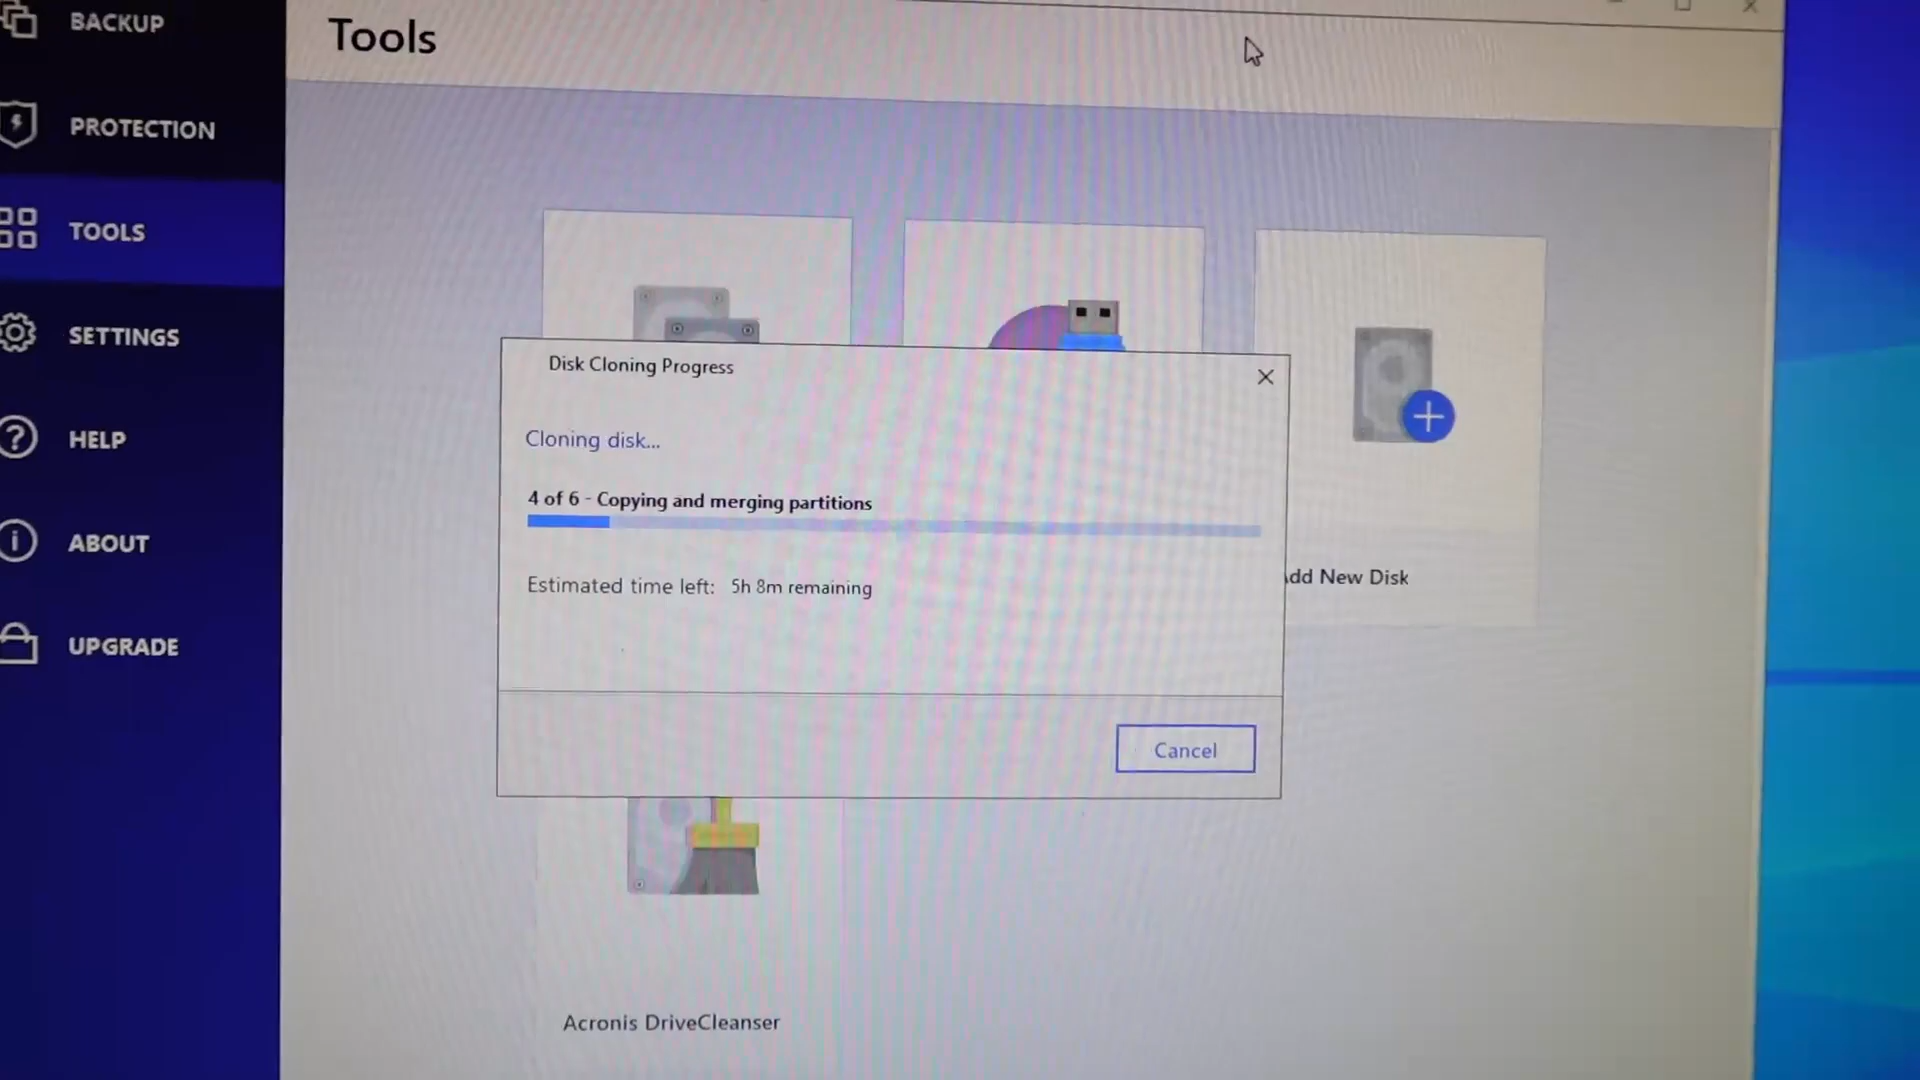 BACKUP
PROTECTION
TOOLS
SETTINGS
HELP
ABOUT
UPGRADE
Tools
Disk Cloning Progress
Cloning disk...
4 of 6 - Copying and merging partitions
Estimated time left: 5h 8m remaining
Cancel
dd New Disk
Acronis DriveCleanser